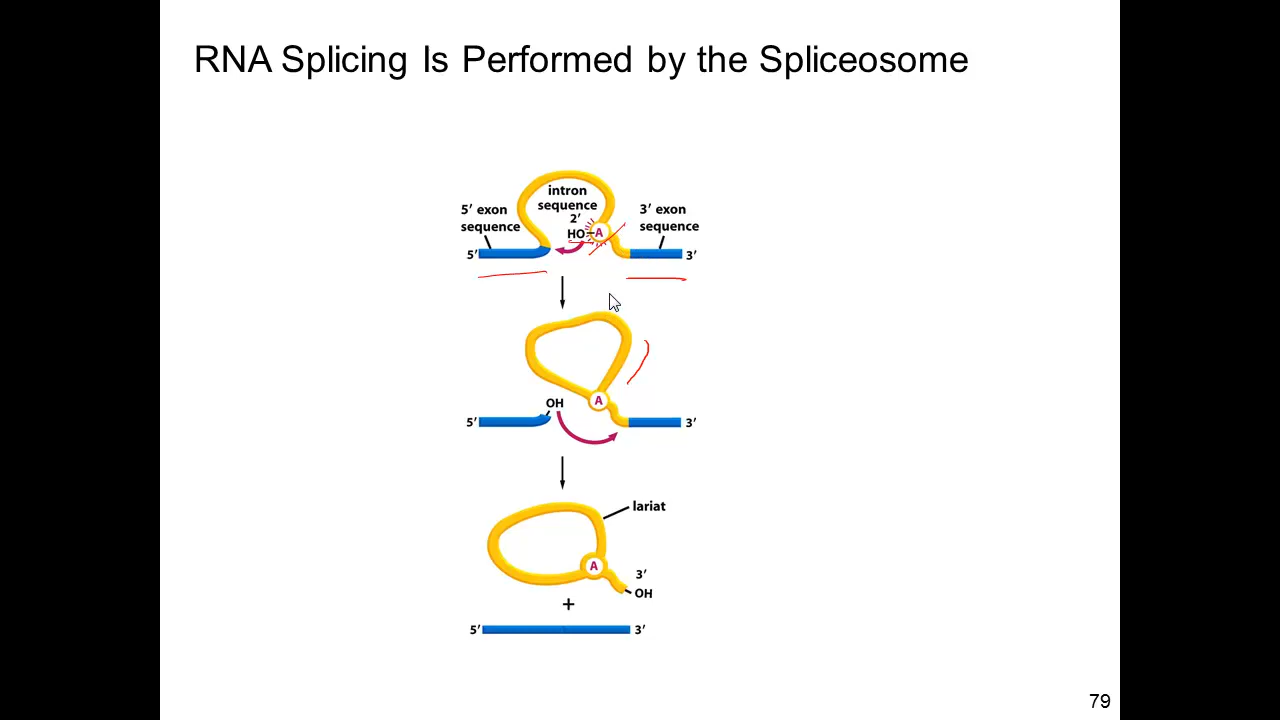 RNA Splicing Is Performed by the Spliceosome
intron
sequence
5′ exon
sequence
3′ exon
sequence
2′
HO
A
5′
3′
OH
A
5′
3′
lariat
A
3′
OH
+
5′
3′
79